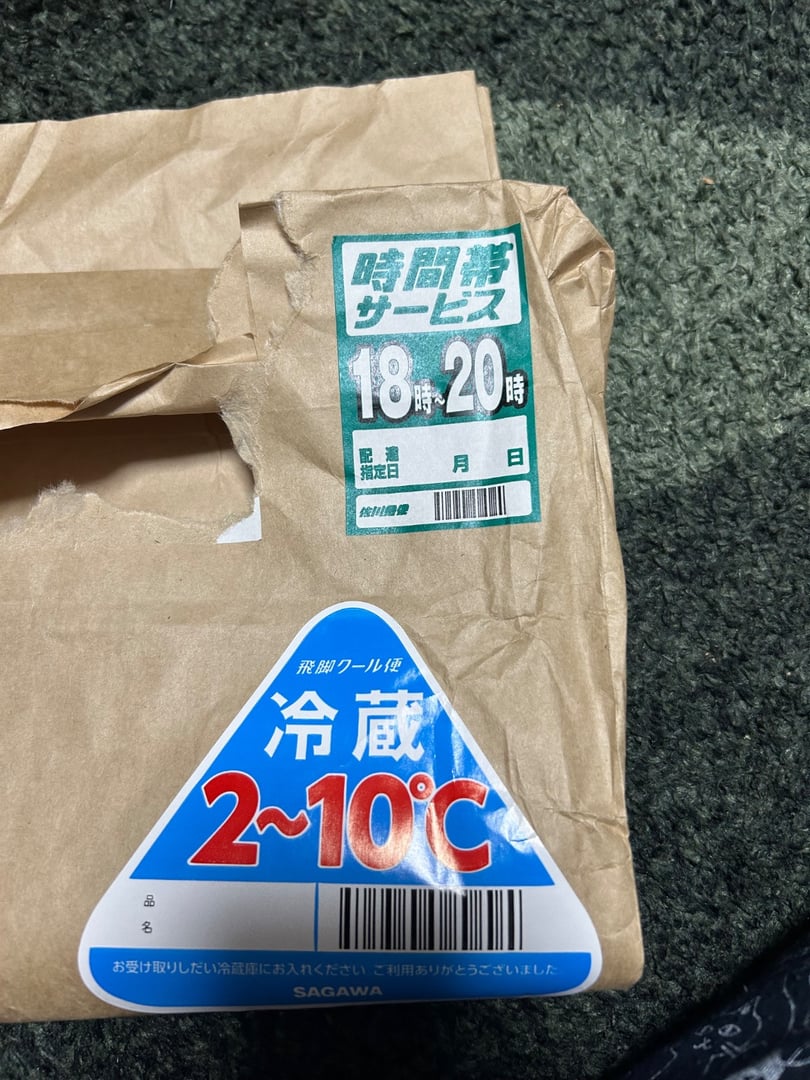 時間帯
サービス
18時～20時
配達
指定日 月 日
佐川急便
飛脚クール便
冷蔵
2～10℃
品
名
お受け取りしだい冷蔵庫にお入れください ご利用ありがとうございました
SAGAWA